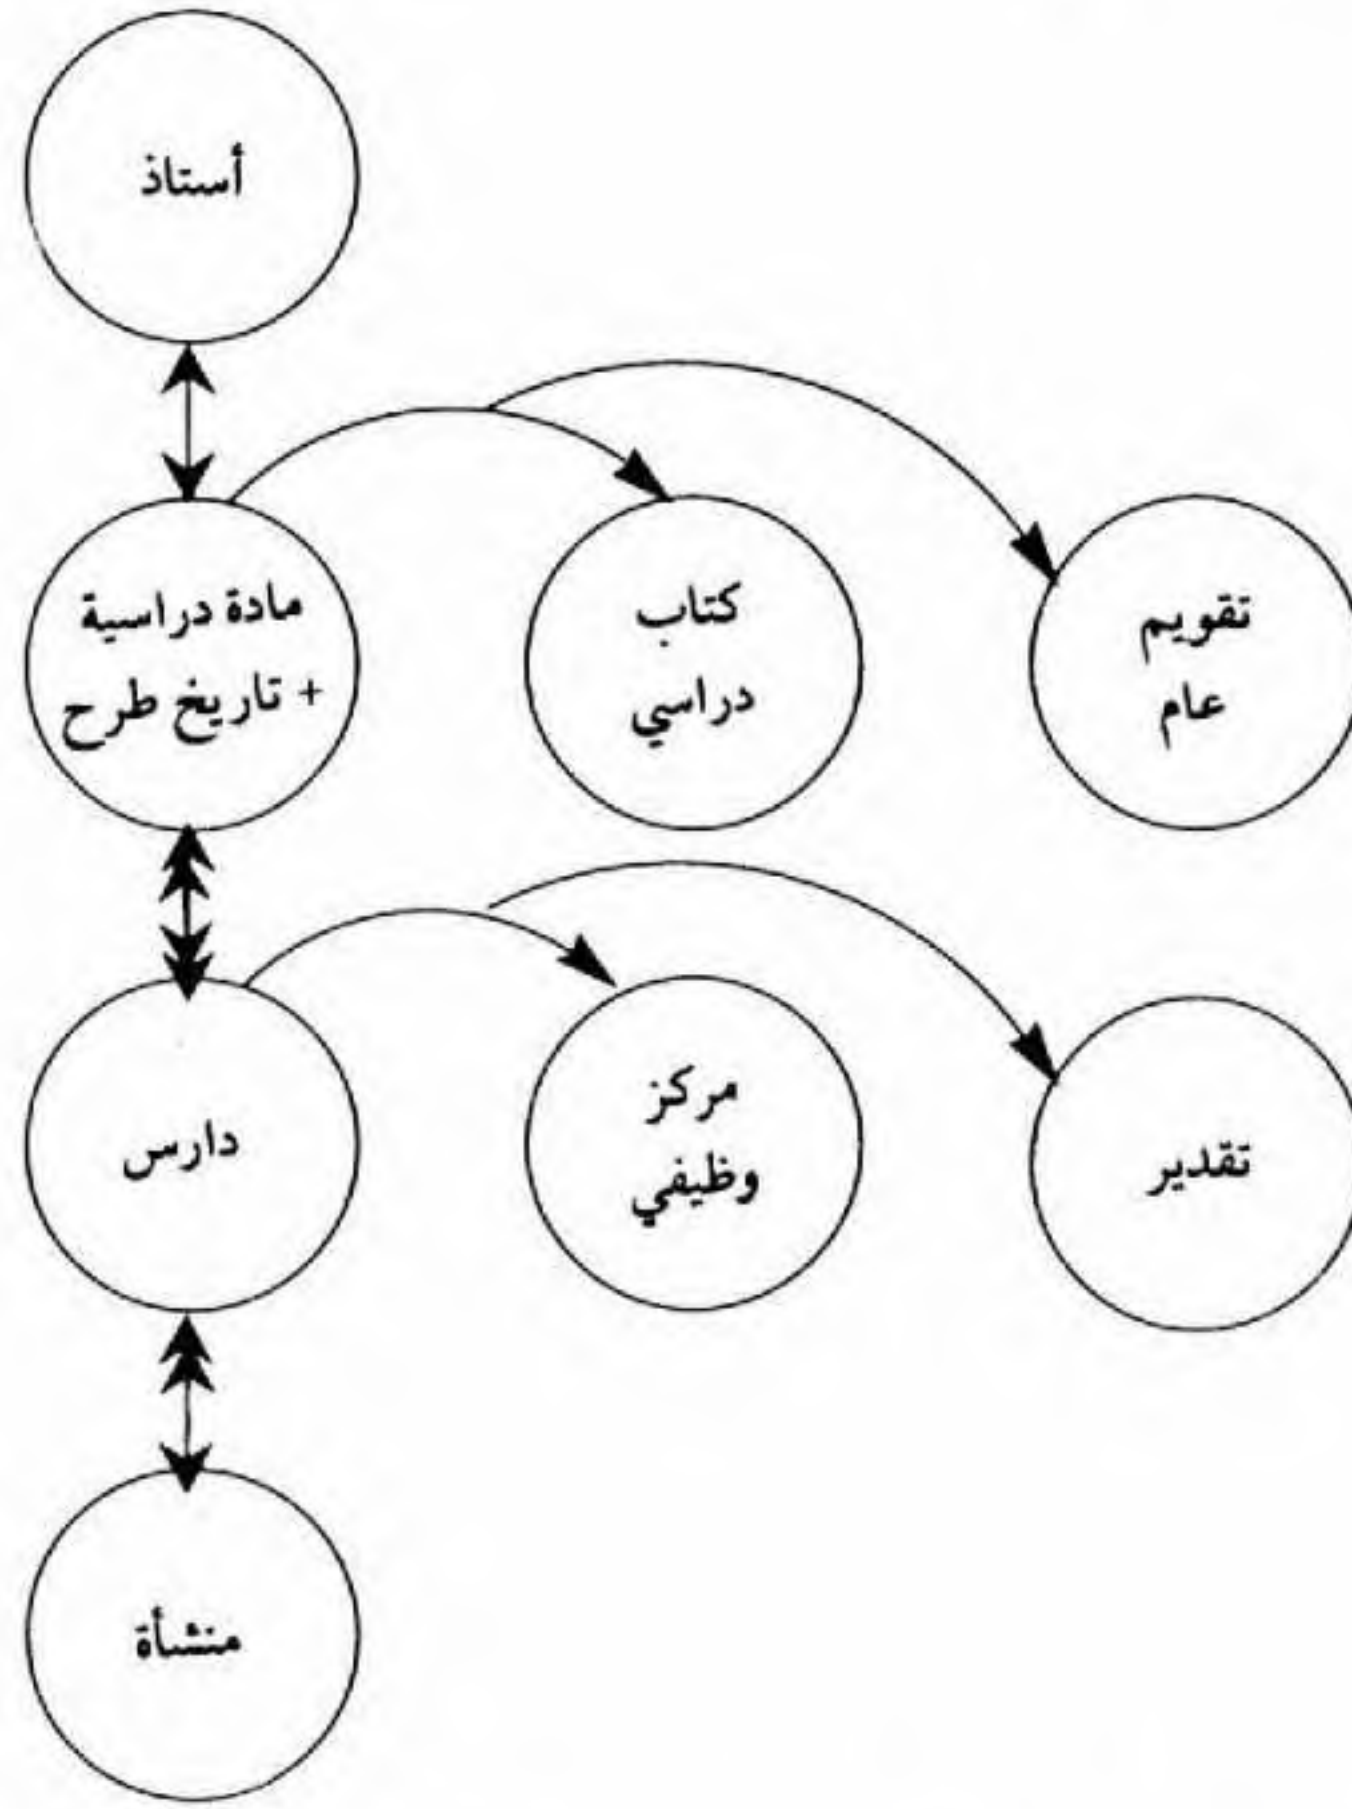 أستاذ
مادة دراسية
+ تاريخ طرح
كتاب
دراسي
تقويم
عام
دارس
مركز
وظيفي
تقدير
منشأة